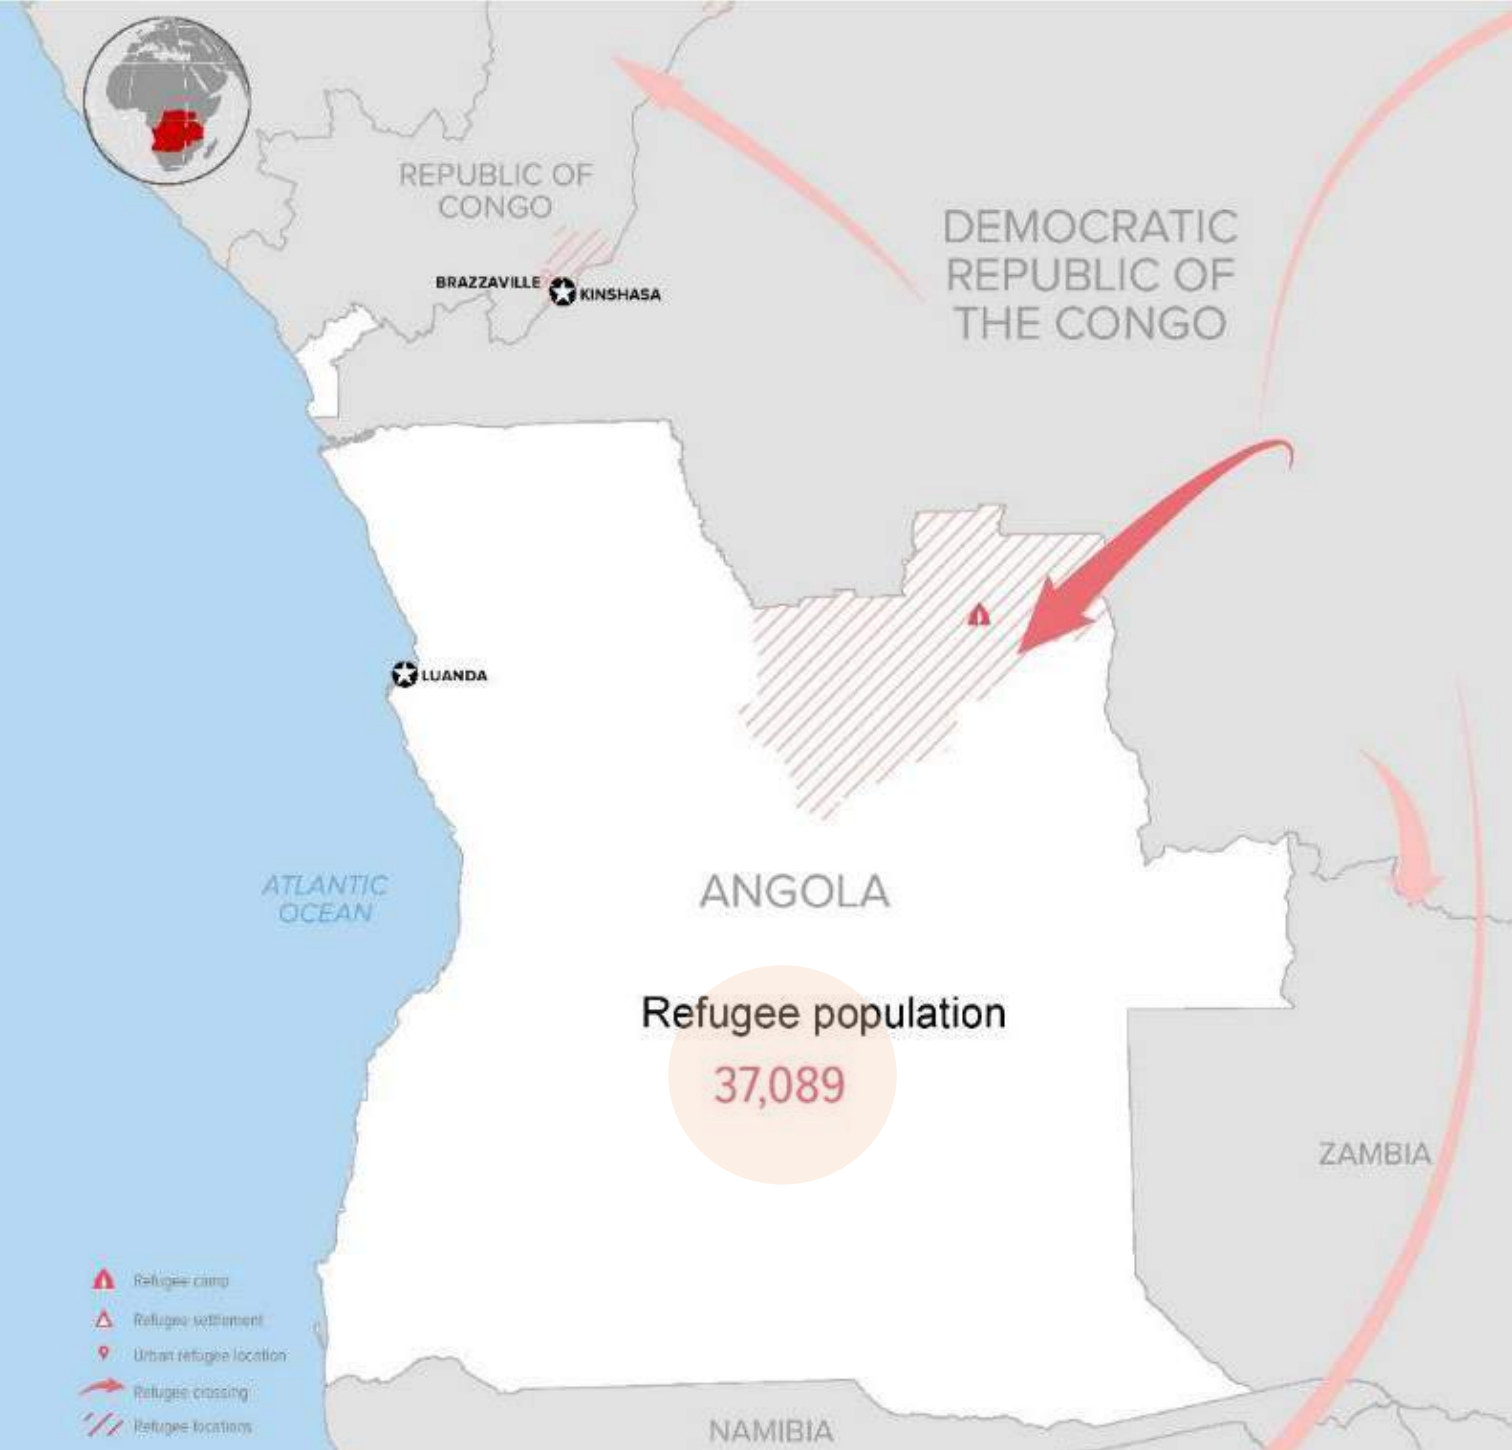 REPUBLIC OF
CONGO
DEMOCRATIC
REPUBLIC OF
THE CONGO
BRAZZAVILLE
KINSHASA
LUANDA
ATLANTIC
OCEAN
ANGOLA
Refugee population
37,089
ZAMBIA
Refugee camp
Refugee settlement
Urban refugee location
Refugee crossing
Refugee locations
NAMIBIA